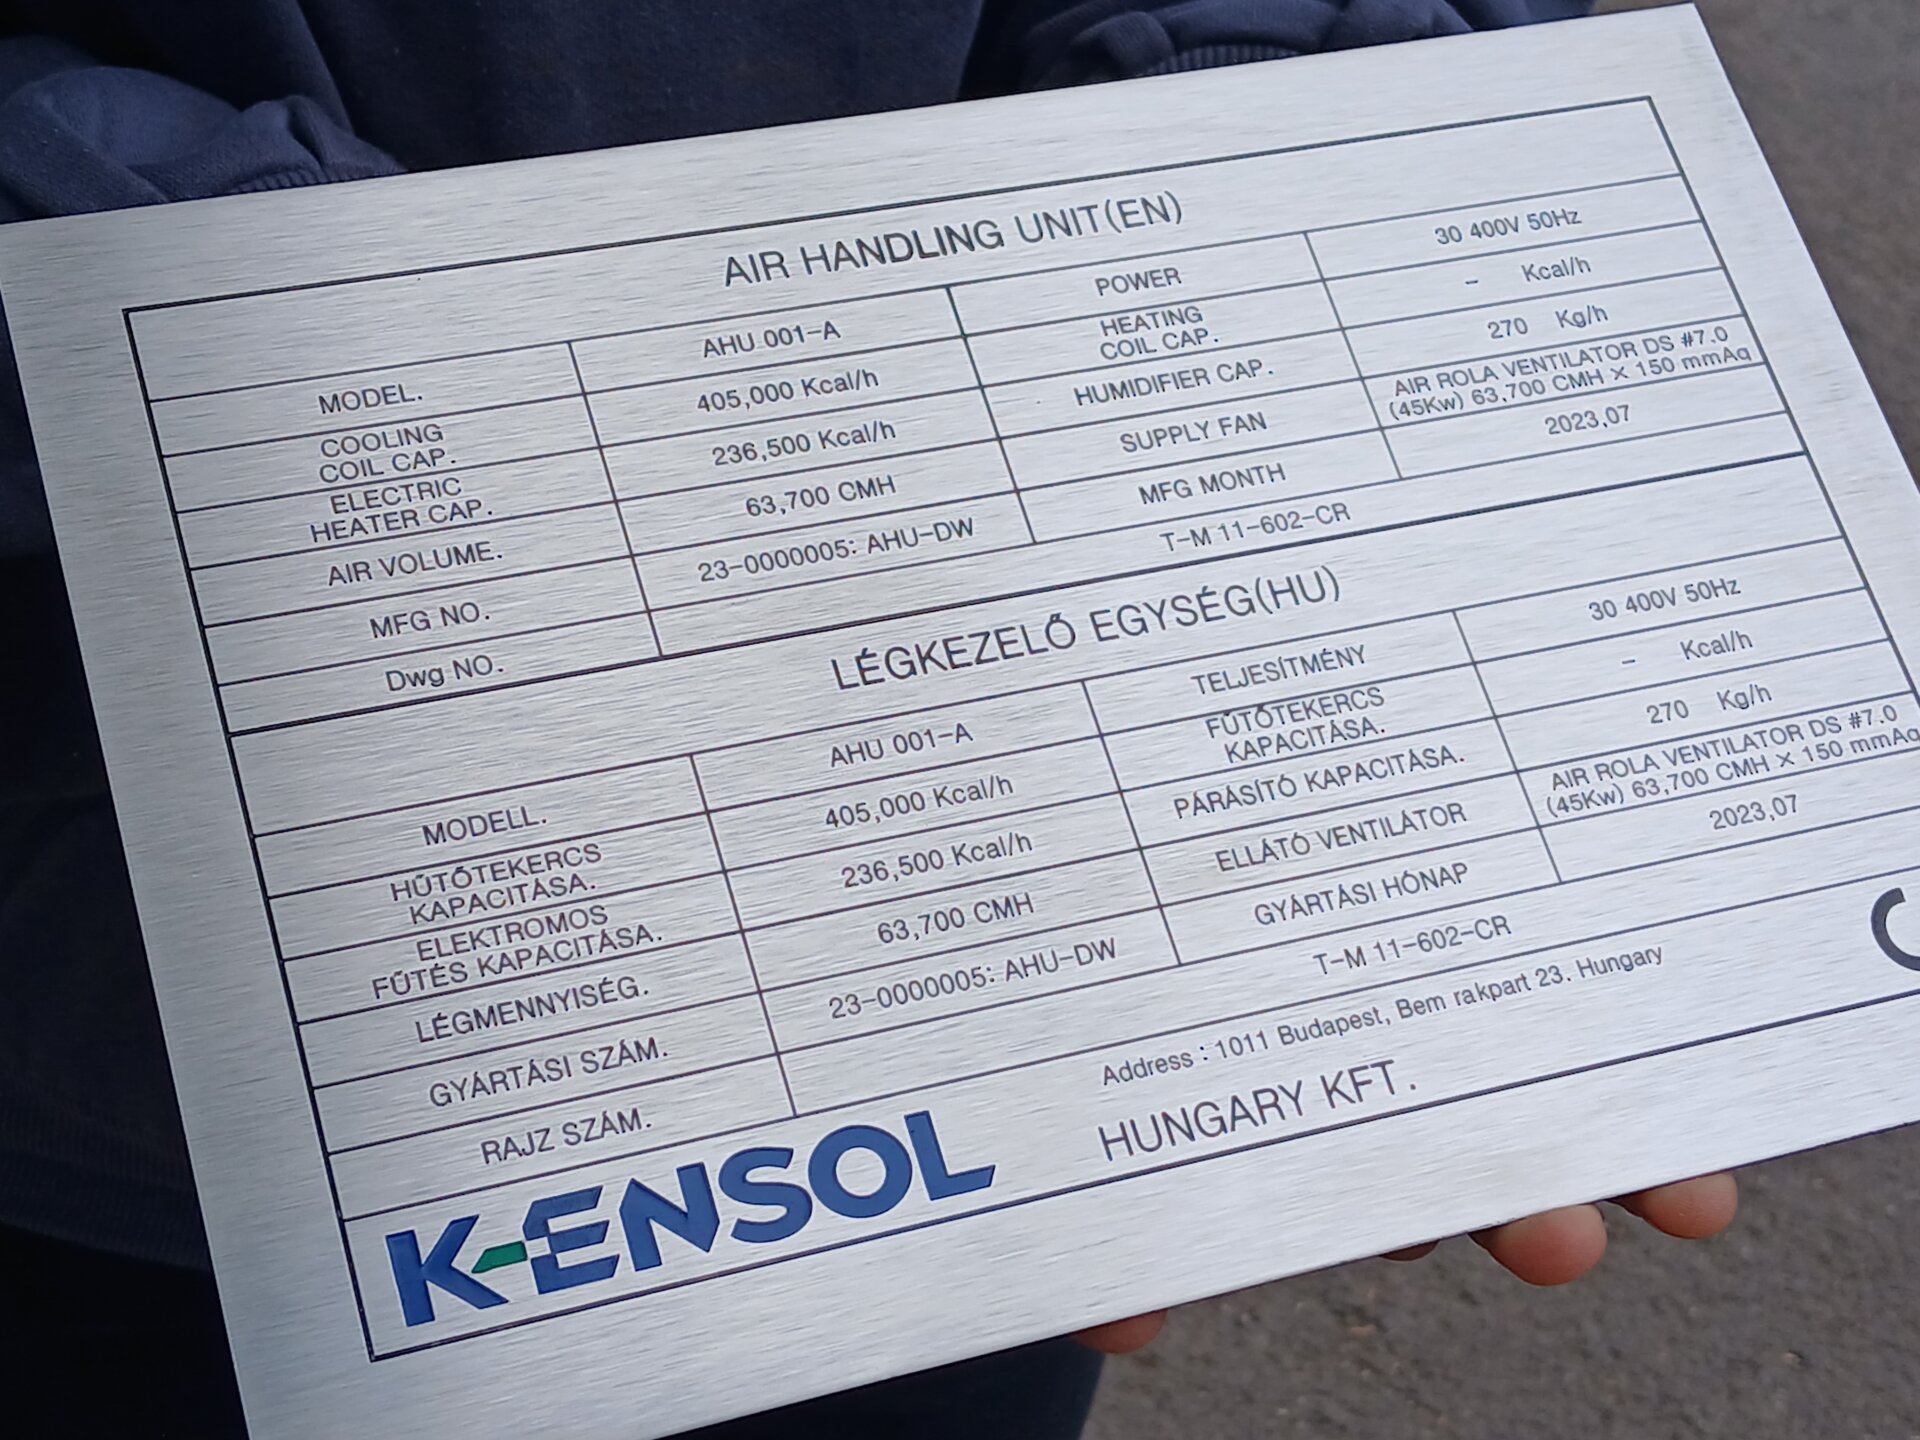 AIR HANDLING UNIT(EN)
MODEL. AHU 001-A POWER 30 400V 50Hz
COOLING COIL CAP. 405,000 Kcal/h HEATING COIL CAP. - Kcal/h
ELECTRIC HEATER CAP. 236,500 Kcal/h HUMIDIFIER CAP. 270 Kg/h
AIR VOLUME. 63,700 CMH SUPPLY FAN AIR ROLA VENTILATOR DS #7.0 (45Kw) 63,700 CMH × 150 mmAq
MFG NO. 23-0000005: AHU-DW MFG MONTH 2023,07
Dwg NO. T-M 11-602-CR
LÉGKEZELŐ EGYSÉG(HU)
MODELL. AHU 001-A TELJESÍTMÉNY 30 400V 50Hz
HŰTŐTEKERCS KAPACITÁSA. 405,000 Kcal/h FŰTŐTEKERCS KAPACITÁSA. - Kcal/h
ELEKTROMOS FŰTÉS KAPACITÁSA. 236,500 Kcal/h PÁRÁSÍTÓ KAPACITÁSA. 270 Kg/h
LÉGMENNYISÉG. 63,700 CMH ELLÁTÓ VENTILÁTOR AIR ROLA VENTILATOR DS #7.0 (45Kw) 63,700 CMH × 150 mmAq
GYÁRTÁSI SZÁM. 23-0000005: AHU-DW GYÁRTÁSI HÓNAP 2023,07
RAJZ SZÁM. T-M 11-602-CR
Address : 1011 Budapest, Bem rakpart 23. Hungary
K-ENSOL HUNGARY KFT.